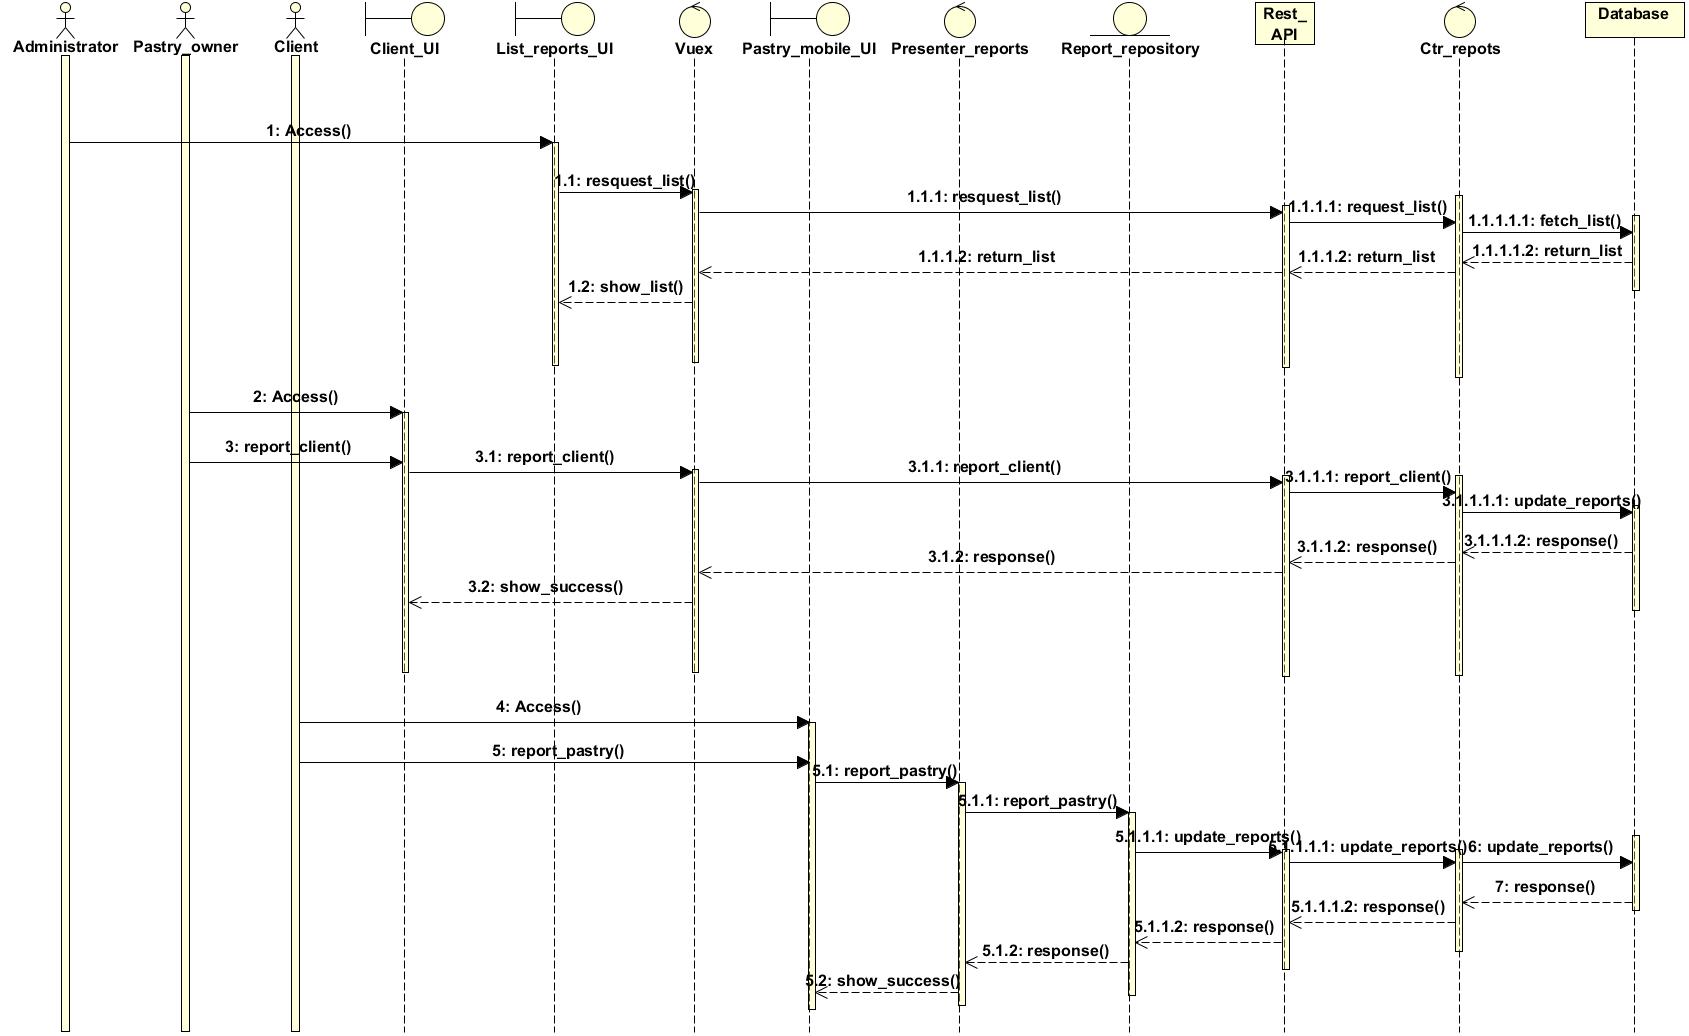 Rest_
API
Database
Administrator
Pastry_owner
Client
Client_UI
List_reports_UI
Vuex
Pastry_mobile_UI
Presenter_reports
Report_repository
Ctr_repots
1: Access()
1.1: resquest_list()
1.1.1: resquest_list()
1.1.1.1: request_list()
1.1.1.1.1: fetch_list()
1.1.1.2: return_list
1.1.1.2: return_list
1.1.1.1.2: return_list
1.2: show_list()
2: Access()
3: report_client()
3.1: report_client()
3.1.1: report_client()
3.1.1.1: report_client()
3.1.1.1.1: update_reports()
3.1.1.1.2: response()
3.1.1.2: response()
3.1.2: response()
3.2: show_success()
4: Access()
5: report_pastry()
5.1: report_pastry()
5.1.1: report_pastry()
5.1.1.1: update_reports()
5.1.1.1.1: update_reports()
6: update_reports()
7: response()
5.1.1.1.2: response()
5.1.1.2: response()
5.1.2: response()
5.2: show_success()